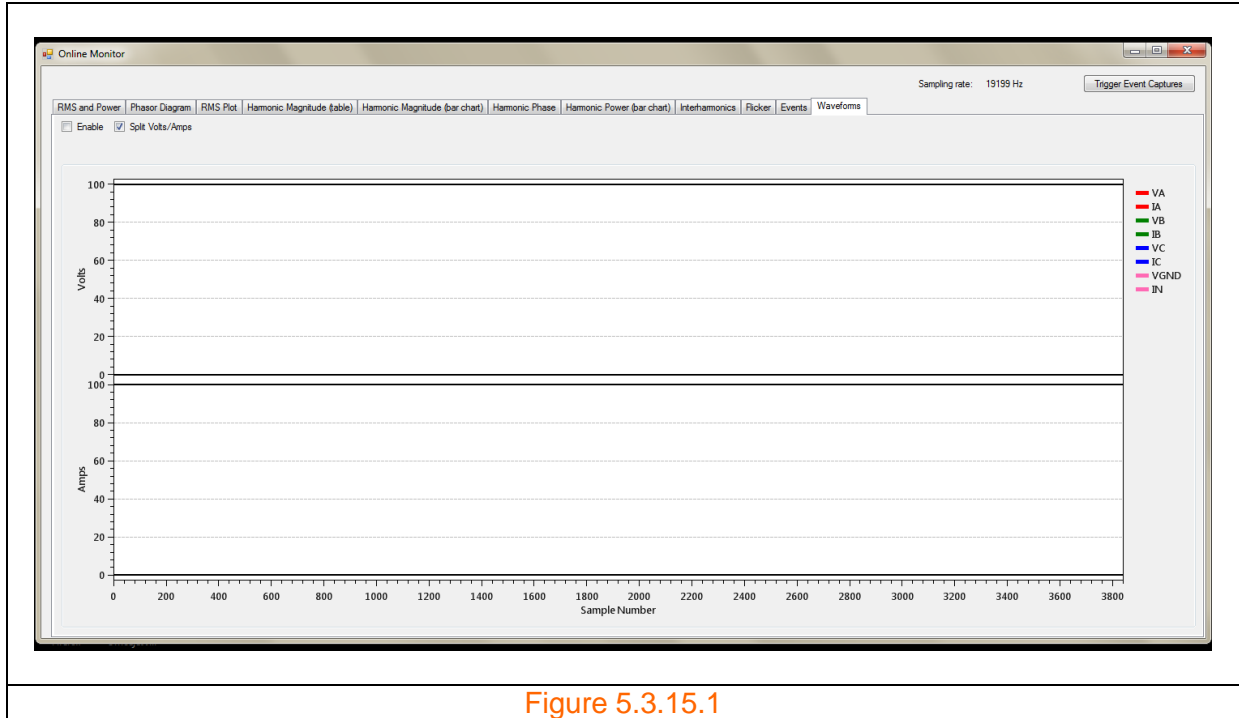 Online Monitor
Sampling rate: 19199 Hz
Trigger Event Captures
RMS and Power Phasor Diagram RMS Plot Harmonic Magnitude (table) Harmonic Magnitude (bar chart) Harmonic Phase Harmonic Power (bar chart) Interharmonics Flicker Events Waveforms
Enable Split Volts/Amps
100
80
60
40
20
0
Volts
100
80
60
40
20
0
Amps
0 200 400 600 800 1000 1200 1400 1600 1800 2000 2200 2400 2600 2800 3000 3200 3400 3600 3800
Sample Number
VA
IA
VB
IB
VC
IC
VGND
IN
Figure 5.3.15.1